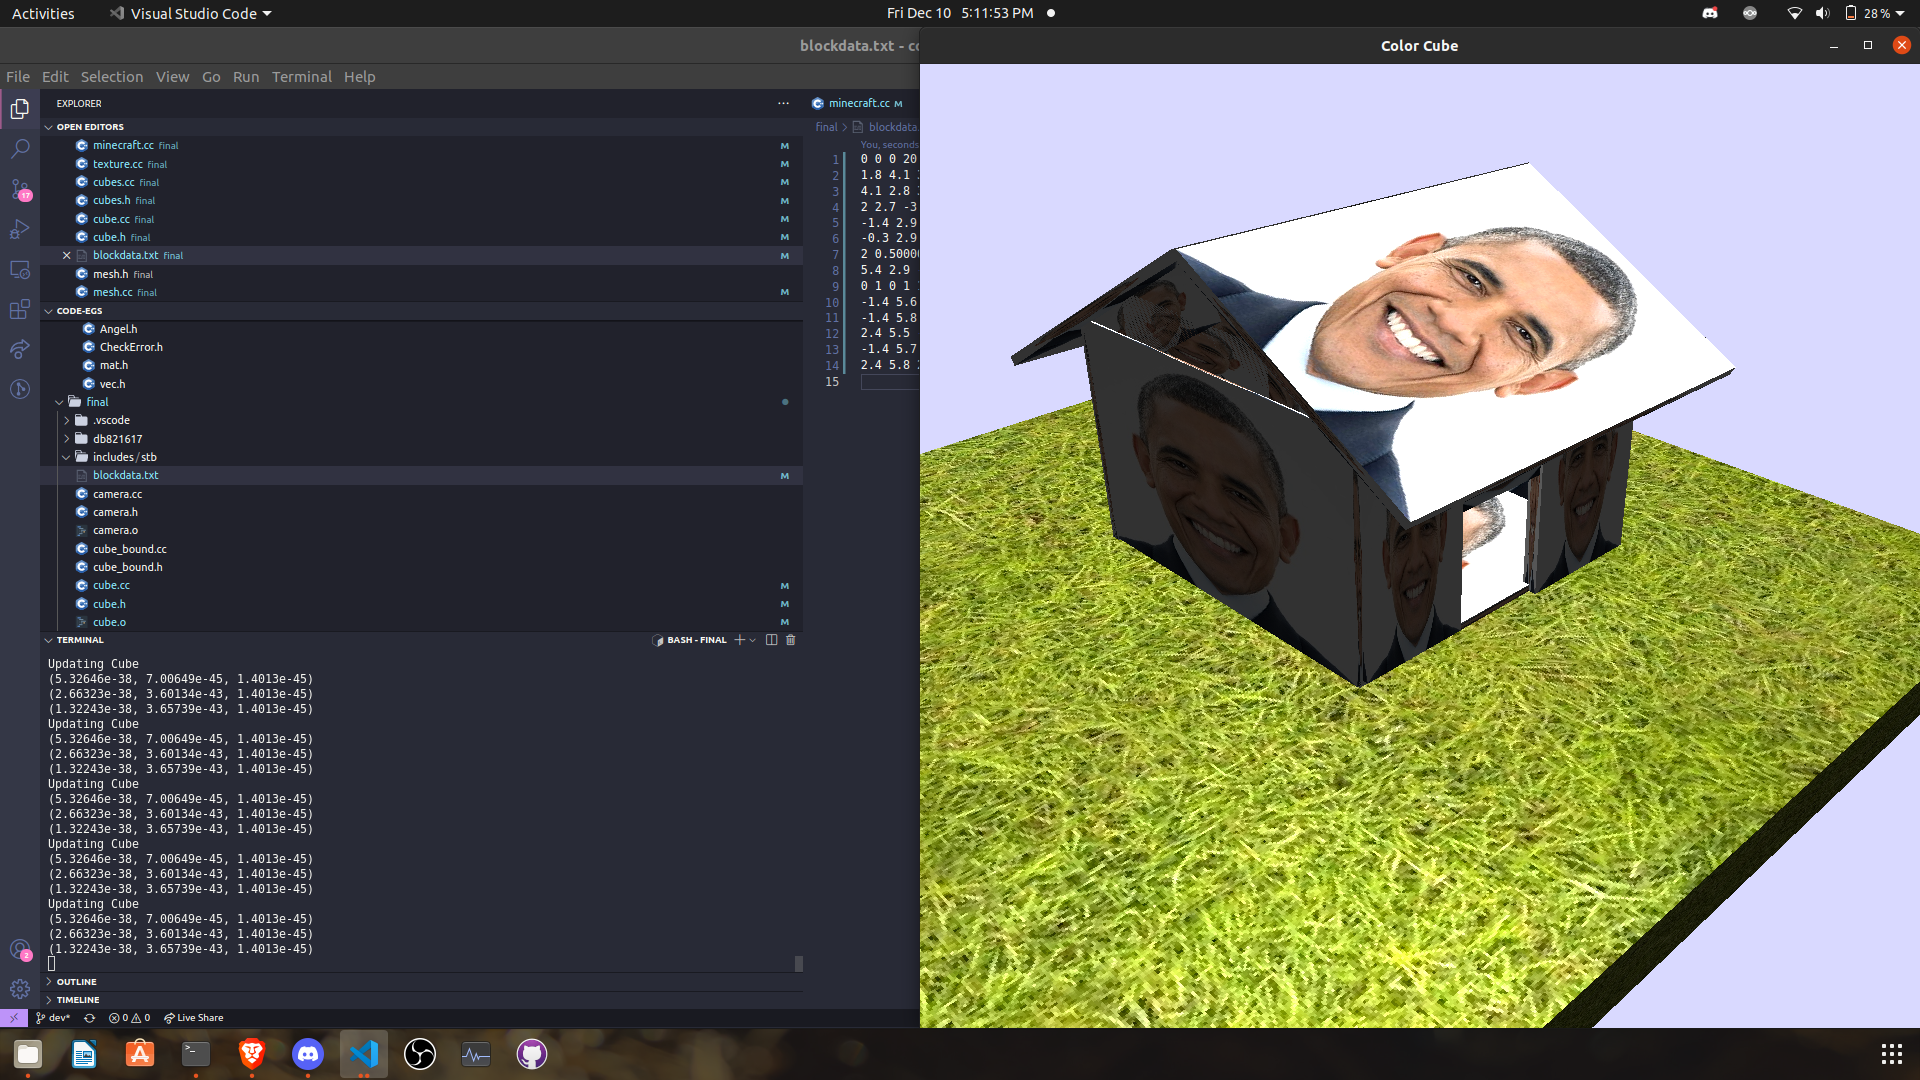 Activities
Visual Studio Code
Fri Dec 10 5:11:53 PM
28 %
blockdata.txt - co
Color Cube
File Edit Selection View Go Run Terminal Help
EXPLORER
OPEN EDITORS
minecraft.cc final M
texture.cc final M
cubes.cc final M
cubes.h final M
cube.cc final M
cube.h final M
blockdata.txt final M
mesh.h final
mesh.cc final M
CODE-EGS
Angel.h
CheckError.h
mat.h
vec.h
final
.vscode
db821617
includes / stb
blockdata.txt M
camera.cc
camera.h
camera.o
cube_bound.cc
cube_bound.h
cube.cc M
cube.h M
cube.o M
17
2
minecraft.cc M
final > blockdata.
You, seconds
1 0 0 0 20
2 1.8 4.1
3 4.1 2.8
4 2 2.7 -3
5 -1.4 2.9
6 -0.3 2.9
7 2 0.5000
8 5.4 2.9
9 0 1 0 1
10 -1.4 5.6
11 -1.4 5.8
12 2.4 5.5
13 -1.4 5.7
14 2.4 5.8
15
TERMINAL
BASH - FINAL
Updating Cube
(5.32646e-38, 7.00649e-45, 1.4013e-45)
(2.66323e-38, 3.60134e-43, 1.4013e-45)
(1.32243e-38, 3.65739e-43, 1.4013e-45)
Updating Cube
(5.32646e-38, 7.00649e-45, 1.4013e-45)
(2.66323e-38, 3.60134e-43, 1.4013e-45)
(1.32243e-38, 3.65739e-43, 1.4013e-45)
Updating Cube
(5.32646e-38, 7.00649e-45, 1.4013e-45)
(2.66323e-38, 3.60134e-43, 1.4013e-45)
(1.32243e-38, 3.65739e-43, 1.4013e-45)
Updating Cube
(5.32646e-38, 7.00649e-45, 1.4013e-45)
(2.66323e-38, 3.60134e-43, 1.4013e-45)
(1.32243e-38, 3.65739e-43, 1.4013e-45)
Updating Cube
(5.32646e-38, 7.00649e-45, 1.4013e-45)
(2.66323e-38, 3.60134e-43, 1.4013e-45)
(1.32243e-38, 3.65739e-43, 1.4013e-45)
OUTLINE
TIMELINE
dev* 0 0 Live Share